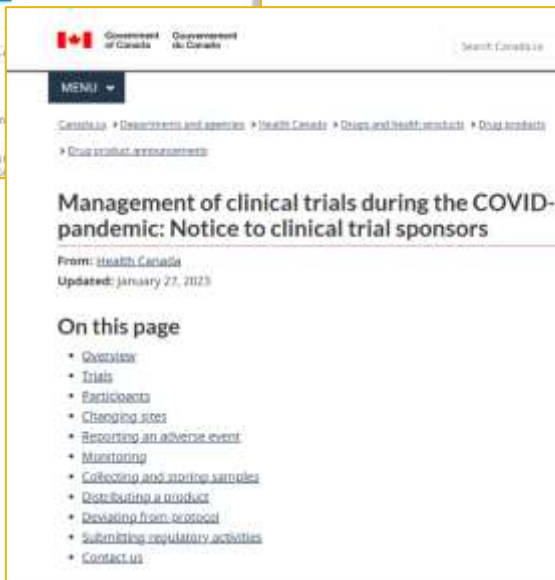 Government of Canada
Gouvernement du Canada
Search Canada.ca
MENU
Canada.ca Departments and agencies Health Canada Drugs and health products Drug products
Drug product announcements
Management of clinical trials during the COVID-
pandemic: Notice to clinical trial sponsors
From: Health Canada
Updated: January 27, 2023
On this page
Overview
Trials
Participants
Changing sites
Reporting an adverse event
Monitoring
Collecting and storing samples
Distributing a product
Deviating from protocol
Submitting regulatory activities
Contact us